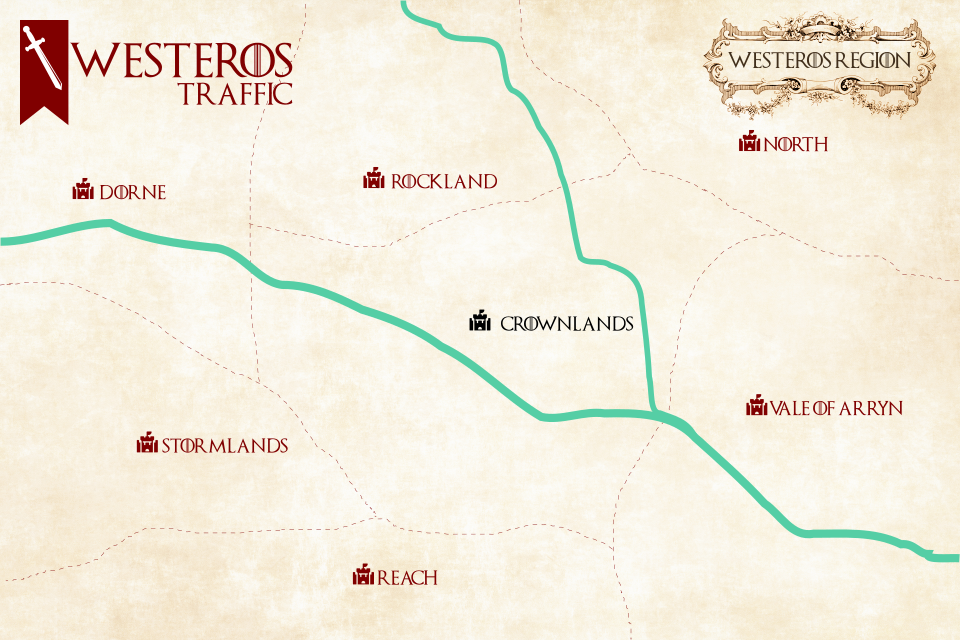 WESTEROS
TRAFFIC
WESTEROS REGION
NORTH
ROCKLAND
DORNE
CROWNLANDS
VALE OF ARRYN
STORMLANDS
REACH